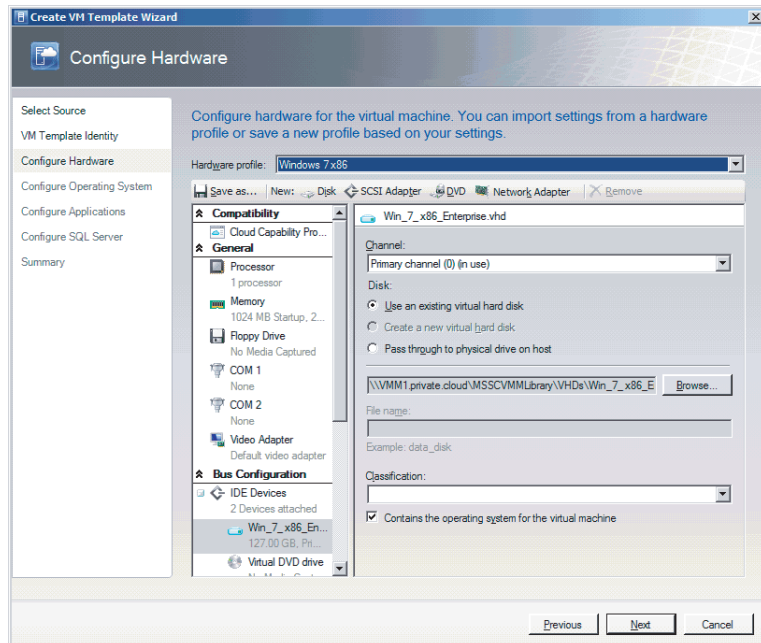 Create VM Template Wizard
Configure Hardware
Select Source
VM Template Identity
Configure Hardware
Configure Operating System
Configure Applications
Configure SQL Server
Summary
Configure hardware for the virtual machine. You can import settings from a hardware
profile or save a new profile based on your settings.
Hardware profile: Windows 7 x86
Save as... New: Disk SCSI Adapter DVD Network Adapter Remove
Compatibility
Cloud Capability Pro...
General
Processor
1 processor
Memory
1024 MB Startup, 2...
Floppy Drive
No Media Captured
COM 1
None
COM 2
None
Video Adapter
Default video adapter
Bus Configuration
IDE Devices
2 Devices attached
Win_7_x86_En...
127.00 GB, Pri...
Virtual DVD drive
Win_7_x86_Enterprise.vhd
Channel:
Primary channel (0) (in use)
Disk:
Use an existing virtual hard disk
Create a new virtual hard disk
Pass through to physical drive on host
\\VMM1.private.cloud\MSSCVMMLibrary\VHDs\Win_7_x86_E Browse...
File name:
Example: data_disk
Classification:
Contains the operating system for the virtual machine
Previous Next Cancel